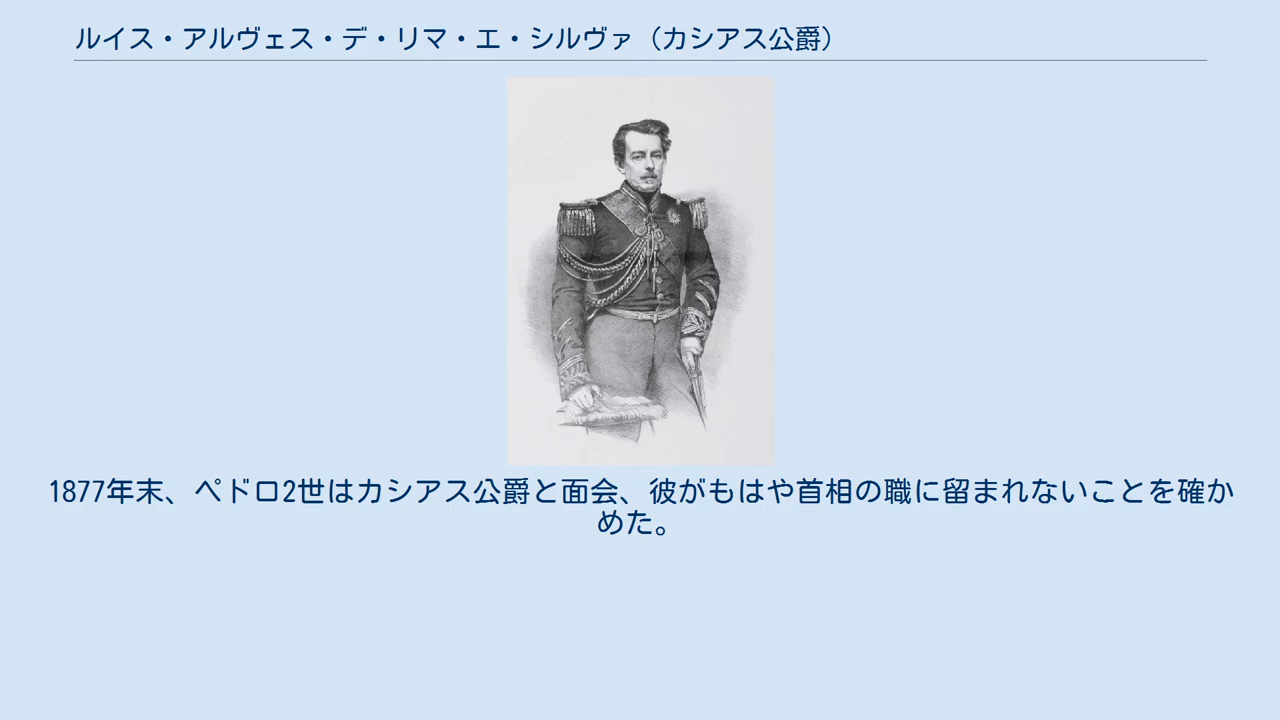 ルイス・アルヴェス・デ・リマ・エ・シルヴァ（カシアス公爵）
1877年末、ペドロ2世はカシアス公爵と面会、彼がもはや首相の職に留まれないことを確か
めた。